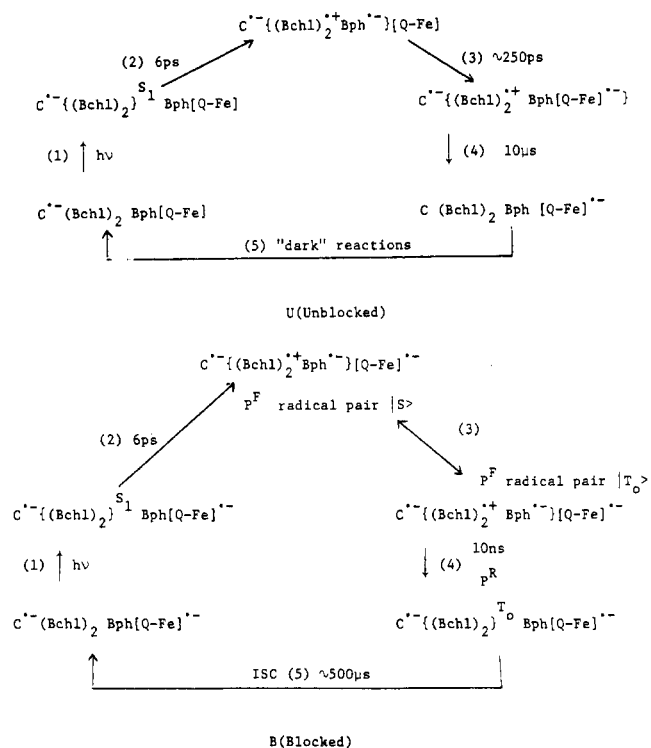 C•−{(Bchl)₂•+Bph•−}[Q-Fe]
(2) 6ps
(3) ~250ps
C•−{(Bchl)₂}S₁ Bph[Q-Fe]
C•−{(Bchl)₂•+ Bph[Q-Fe]•−}
(1) hν
(4) 10μs
C•−(Bchl)₂ Bph[Q-Fe]
C (Bchl)₂ Bph [Q-Fe]•−
(5) "dark" reactions
U(Unblocked)
C•−{(Bchl)₂•+Bph•−}[Q-Fe]•−
Pᶠ radical pair |S>
(2) 6ps
(3)
Pᶠ radical pair |Tₒ>
C•−{(Bchl)₂}S₁ Bph[Q-Fe]•−
C•−{(Bchl)₂•+ Bph•−}[Q-Fe]•−
(1) hν
(4) 10ns
Pᴿ
C•−(Bchl)₂ Bph[Q-Fe]•−
C•−{(Bchl)₂}Tₒ Bph[Q-Fe]•−
ISC (5) ~500μs
B(Blocked)